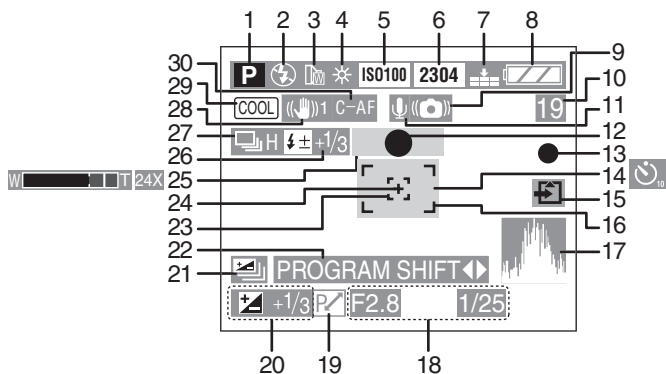 1 2 3 4 5 6 7 8 9
P W ISO100 2304
30
29 COOL 1 C-AF 19 10
28 11
27 H ± +1/3 12
26 13
25 14
W T 24X 24 15 10
23 16
22 17
21 PROGRAM SHIFT
+1/3 P F2.8 1/25
20 19 18